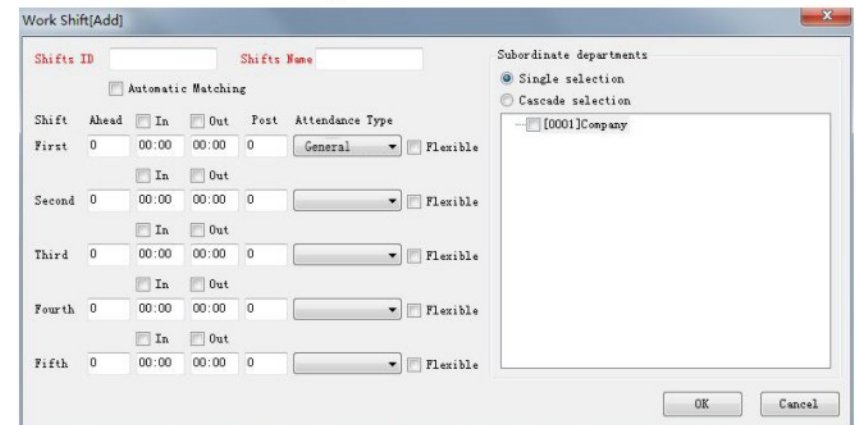 Work Shift[Add]
Shifts ID Shifts Name
Automatic Matching
Shift Ahead In Out Post Attendance Type
First 0 00:00 00:00 0 General Flexible
In Out
Second 0 00:00 00:00 0 Flexible
In Out
Third 0 00:00 00:00 0 Flexible
In Out
Fourth 0 00:00 00:00 0 Flexible
In Out
Fifth 0 00:00 00:00 0 Flexible
Subordinate departments
Single selection
Cascade selection
[0001]Company
OK Cancel